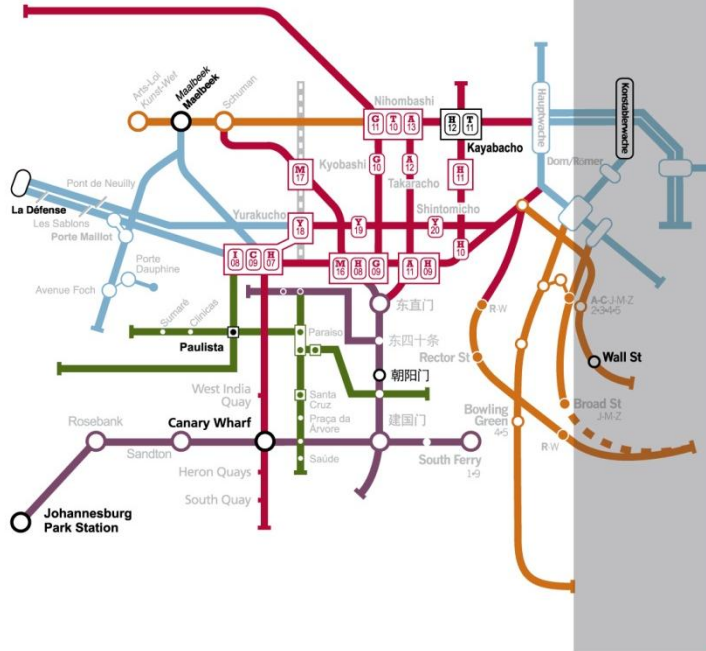 Arts-Loi
Kunst-Wet
Maalbeek
Maelbeek
Schuman
Nihombashi
G
11
T
10
A
13
H
12
T
11
Kayabacho
Hauptwache
Konstablerwache
Dom/Römer
M
17
Kyobashi
G
10
A
12
Takaracho
H
11
La Défense
Pont de Neuilly
Les Sablons
Porte Maillot
Yurakucho
Y
18
Y
19
Shintomicho
Y
20
H
10
I
08
C
09
H
07
M
16
H
08
G
09
A
11
H
09
Porte
Dauphine
Avenue Foch
Sumaré
Clinicas
Paulista
Paraíso
东直门
东四十条
朝阳门
建国门
R·W
Rector St
A·C·J·M·Z
2·3·4·5
Wall St
West India
Quay
Santa
Cruz
Praça da
Árvore
Saúde
Bowling
Green
4·5
Broad St
J·M·Z
R·W
Rosebank
Sandton
Canary Wharf
South Ferry
1·9
Heron Quays
South Quay
Johannesburg
Park Station